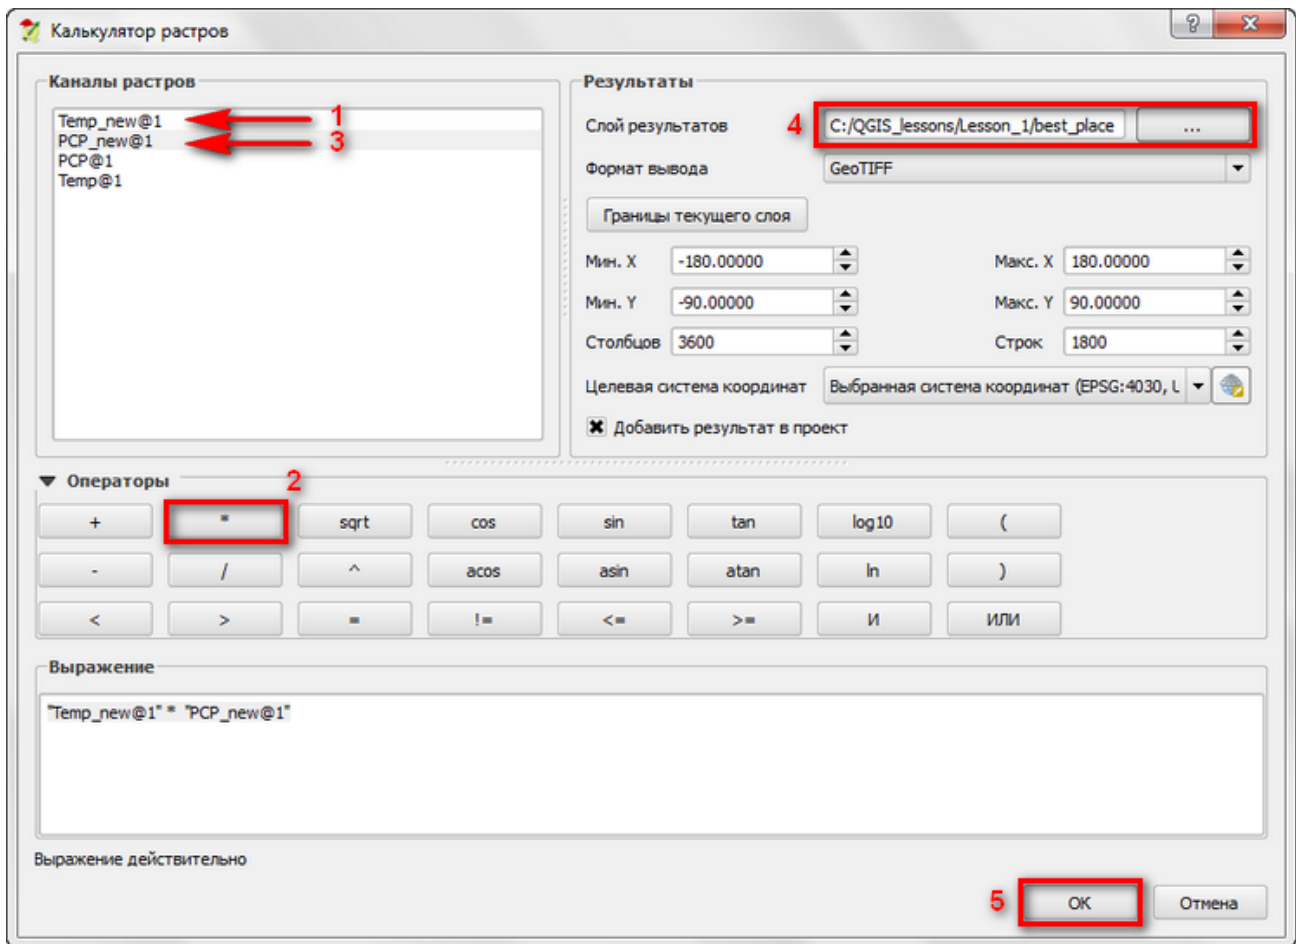 Калькулятор растров
Каналы растров
Temp_new@1
1
PCP_new@1
3
PCP@1
Temp@1
Результаты
Слой результатов 4 C:/QGIS_lessons/Lesson_1/best_place ...
Формат вывода GeoTIFF
Границы текущего слоя
Мин. X -180.00000 Макс. X 180.00000
Мин. Y -90.00000 Макс. Y 90.00000
Столбцов 3600 Строк 1800
Целевая система координат Выбранная система координат (EPSG:4030, L
Добавить результат в проект
Операторы 2
+ * sqrt cos sin tan log10 (
- / ^ acos asin atan ln )
< > = != <= >= И ИЛИ
Выражение
"Temp_new@1" * "PCP_new@1"
Выражение действительно
5 OK Отмена